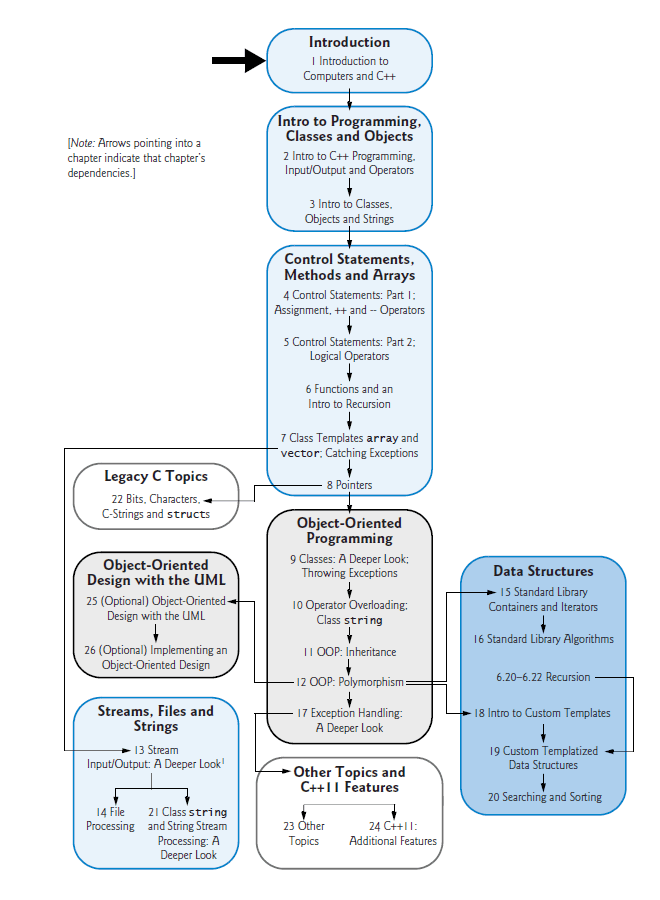 Introduction
1 Introduction to
Computers and C++
Intro to Programming,
Classes and Objects
2 Intro to C++ Programming,
Input/Output and Operators
3 Intro to Classes,
Objects and Strings
[Note: Arrows pointing into a
chapter indicate that chapter's
dependencies.]
Control Statements,
Methods and Arrays
4 Control Statements: Part 1;
Assignment, ++ and -- Operators
5 Control Statements: Part 2;
Logical Operators
6 Functions and an
Intro to Recursion
7 Class Templates array and
vector; Catching Exceptions
8 Pointers
Legacy C Topics
22 Bits, Characters,
C-Strings and structs
Object-Oriented
Programming
9 Classes: A Deeper Look;
Throwing Exceptions
10 Operator Overloading;
Class string
11 OOP: Inheritance
12 OOP: Polymorphism
17 Exception Handling:
A Deeper Look
Object-Oriented
Design with the UML
25 (Optional) Object-Oriented
Design with the UML
26 (Optional) Implementing an
Object-Oriented Design
Data Structures
15 Standard Library
Containers and Iterators
16 Standard Library Algorithms
6.20–6.22 Recursion
18 Intro to Custom Templates
19 Custom Templatized
Data Structures
20 Searching and Sorting
Streams, Files and
Strings
13 Stream
Input/Output: A Deeper Look1
14 File
Processing
21 Class string
and String Stream
Processing: A
Deeper Look
Other Topics and
C++11 Features
23 Other
Topics
24 C++11:
Additional Features